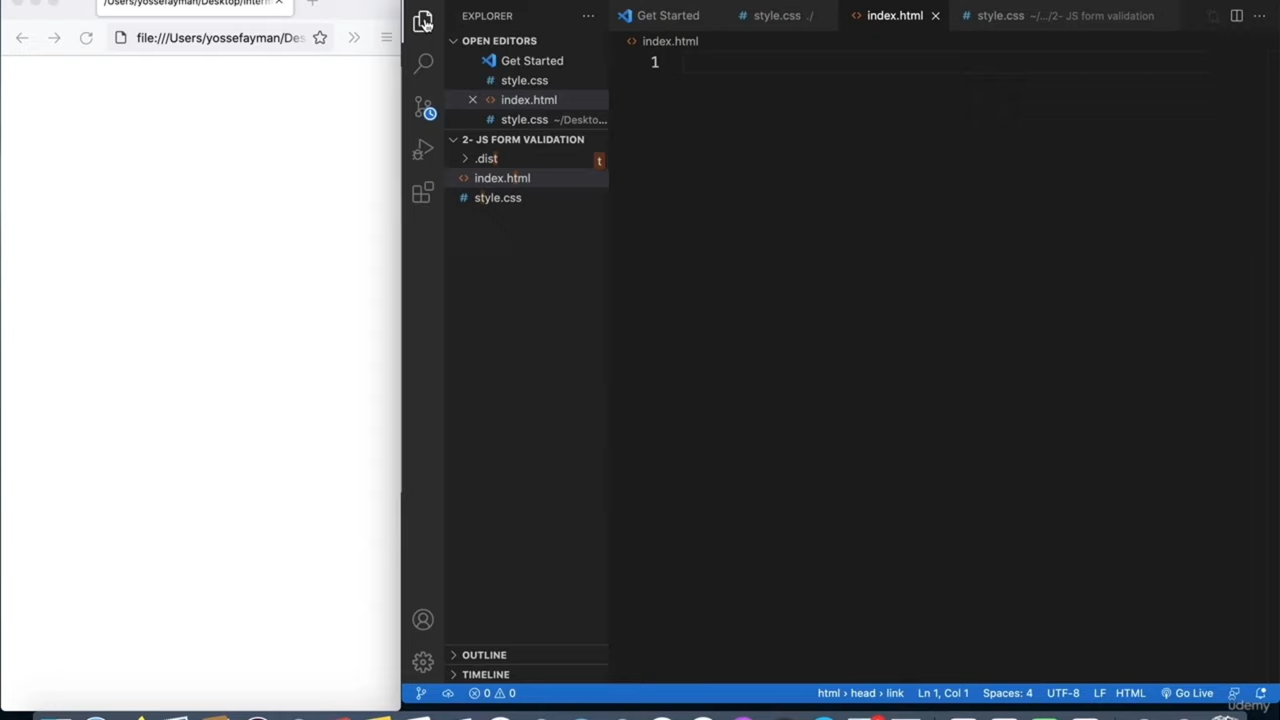 /Users/yossefayman/Desktop/Intern
file:///Users/yossefayman/Des
EXPLORER
OPEN EDITORS
Get Started
style.css
index.html
style.css ~/Deskto...
2- JS FORM VALIDATION
.dist
t
index.html
style.css
OUTLINE
TIMELINE
Get Started
style.css ./
index.html
style.css ~/.../2- JS form validation
index.html
1
0 0
html › head › link
Ln 1, Col 1
Spaces: 4
UTF-8
LF
HTML
Go Live
udemy